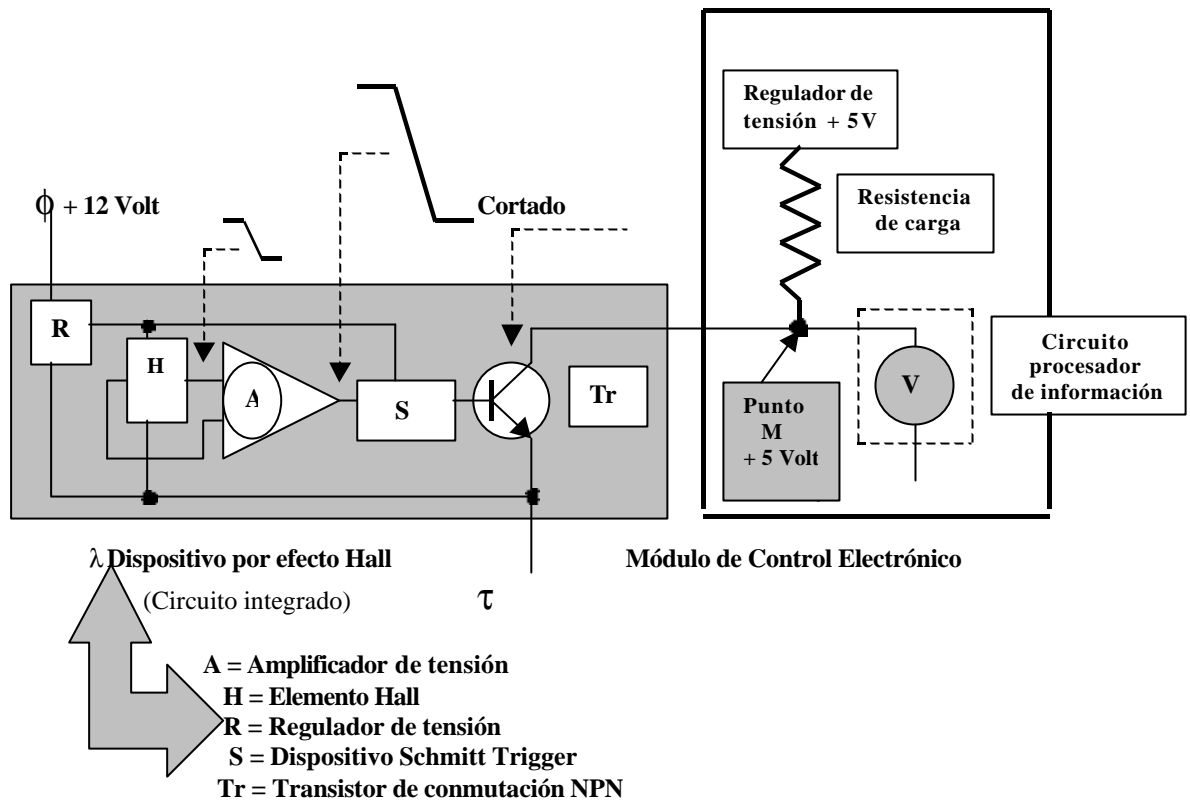 Regulador de
tensión + 5V
Resistencia
de carga
ϕ + 12 Volt
Cortado
R
H
A
S
Tr
Punto
M
+ 5 Volt
V
Circuito
procesador
de información
λ Dispositivo por efecto Hall
(Circuito integrado)
τ
Módulo de Control Electrónico
A = Amplificador de tensión
H = Elemento Hall
R = Regulador de tensión
S = Dispositivo Schmitt Trigger
Tr = Transistor de conmutación NPN